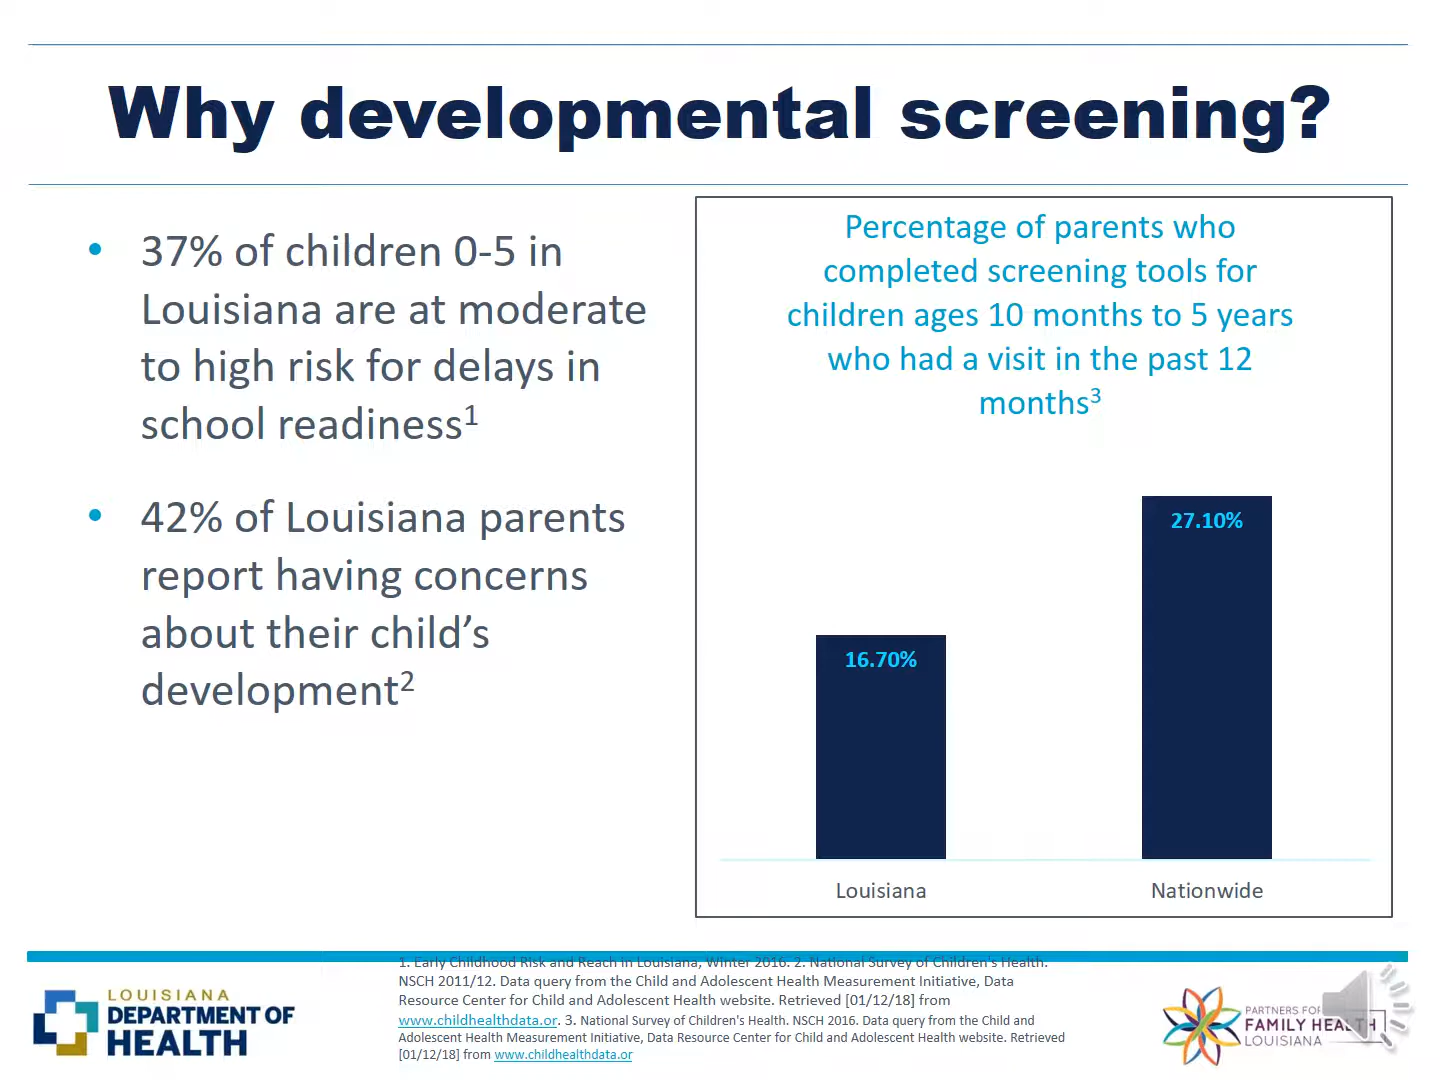 Why developmental screening?
• 37% of children 0-5 in
Louisiana are at moderate
to high risk for delays in
school readiness1
• 42% of Louisiana parents
report having concerns
about their child’s
development2
Percentage of parents who
completed screening tools for
children ages 10 months to 5 years
who had a visit in the past 12
months3
27.10%
16.70%
Louisiana
Nationwide
1. Early Childhood Risk and Reach in Louisiana, Winter 2016. 2. National Survey of Children's Health.
NSCH 2011/12. Data query from the Child and Adolescent Health Measurement Initiative, Data
Resource Center for Child and Adolescent Health website. Retrieved [01/12/18] from
www.childhealthdata.or. 3. National Survey of Children's Health. NSCH 2016. Data query from the Child and
Adolescent Health Measurement Initiative, Data Resource Center for Child and Adolescent Health website. Retrieved
[01/12/18] from www.childhealthdata.or
LOUISIANA
DEPARTMENT OF
HEALTH
PARTNERS FOR
FAMILY HEALTH
LOUISIANA